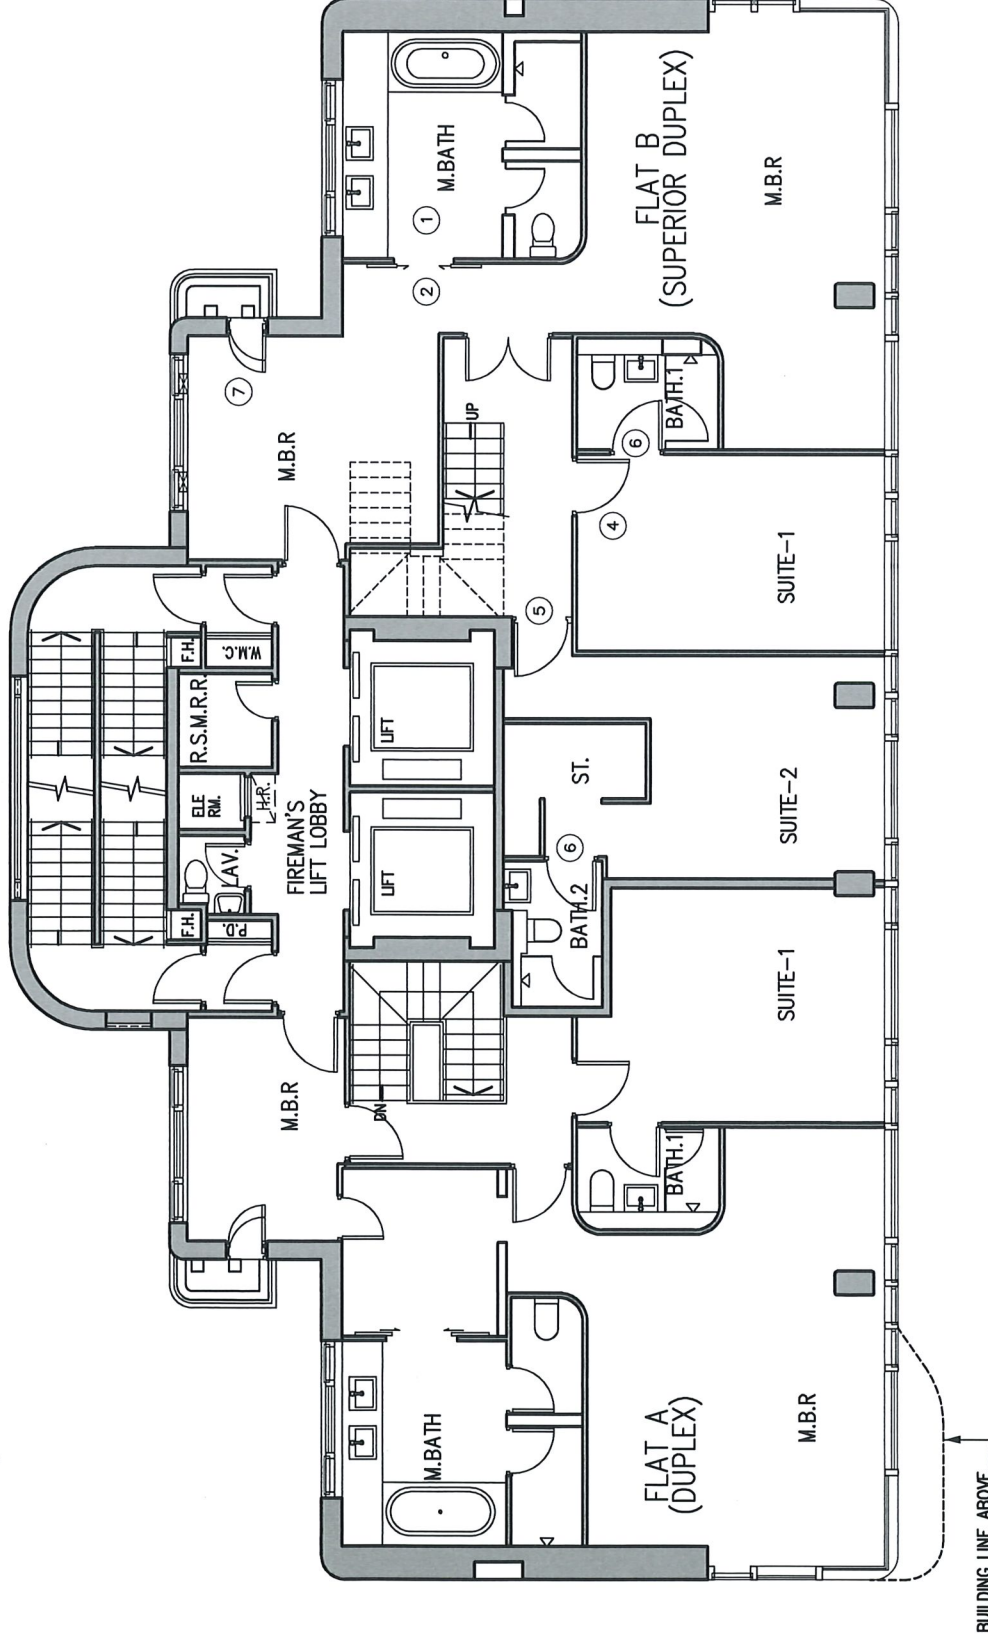 F.H.
F.H.
R.S.M.R.R.
ELE
RM.
LAV.
P.D.
W.M.C.
H.R.
7
M.B.R
FIREMAN'S
LIFT LOBBY
M.B.R
DN
LIFT
LIFT
M.BATH
2
1
M.BATH
UP
5
BATH.2
6
ST.
4
6
FLAT A
(DUPLEX)
BATH.1
BATH.1
FLAT B
(SUPERIOR DUPLEX)
M.B.R
SUITE-1
SUITE-2
SUITE-1
M.B.R
BUILDING LINE ABOVE